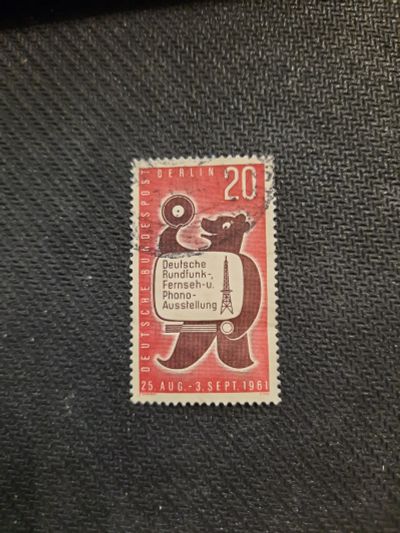 DEUTSCHE BUNDESPOST BERLIN 20
Deutsche
Rundfunk-,
Fernseh-u.
Phono-
Ausstellung
25. AUG. - 3. SEPT. 1961